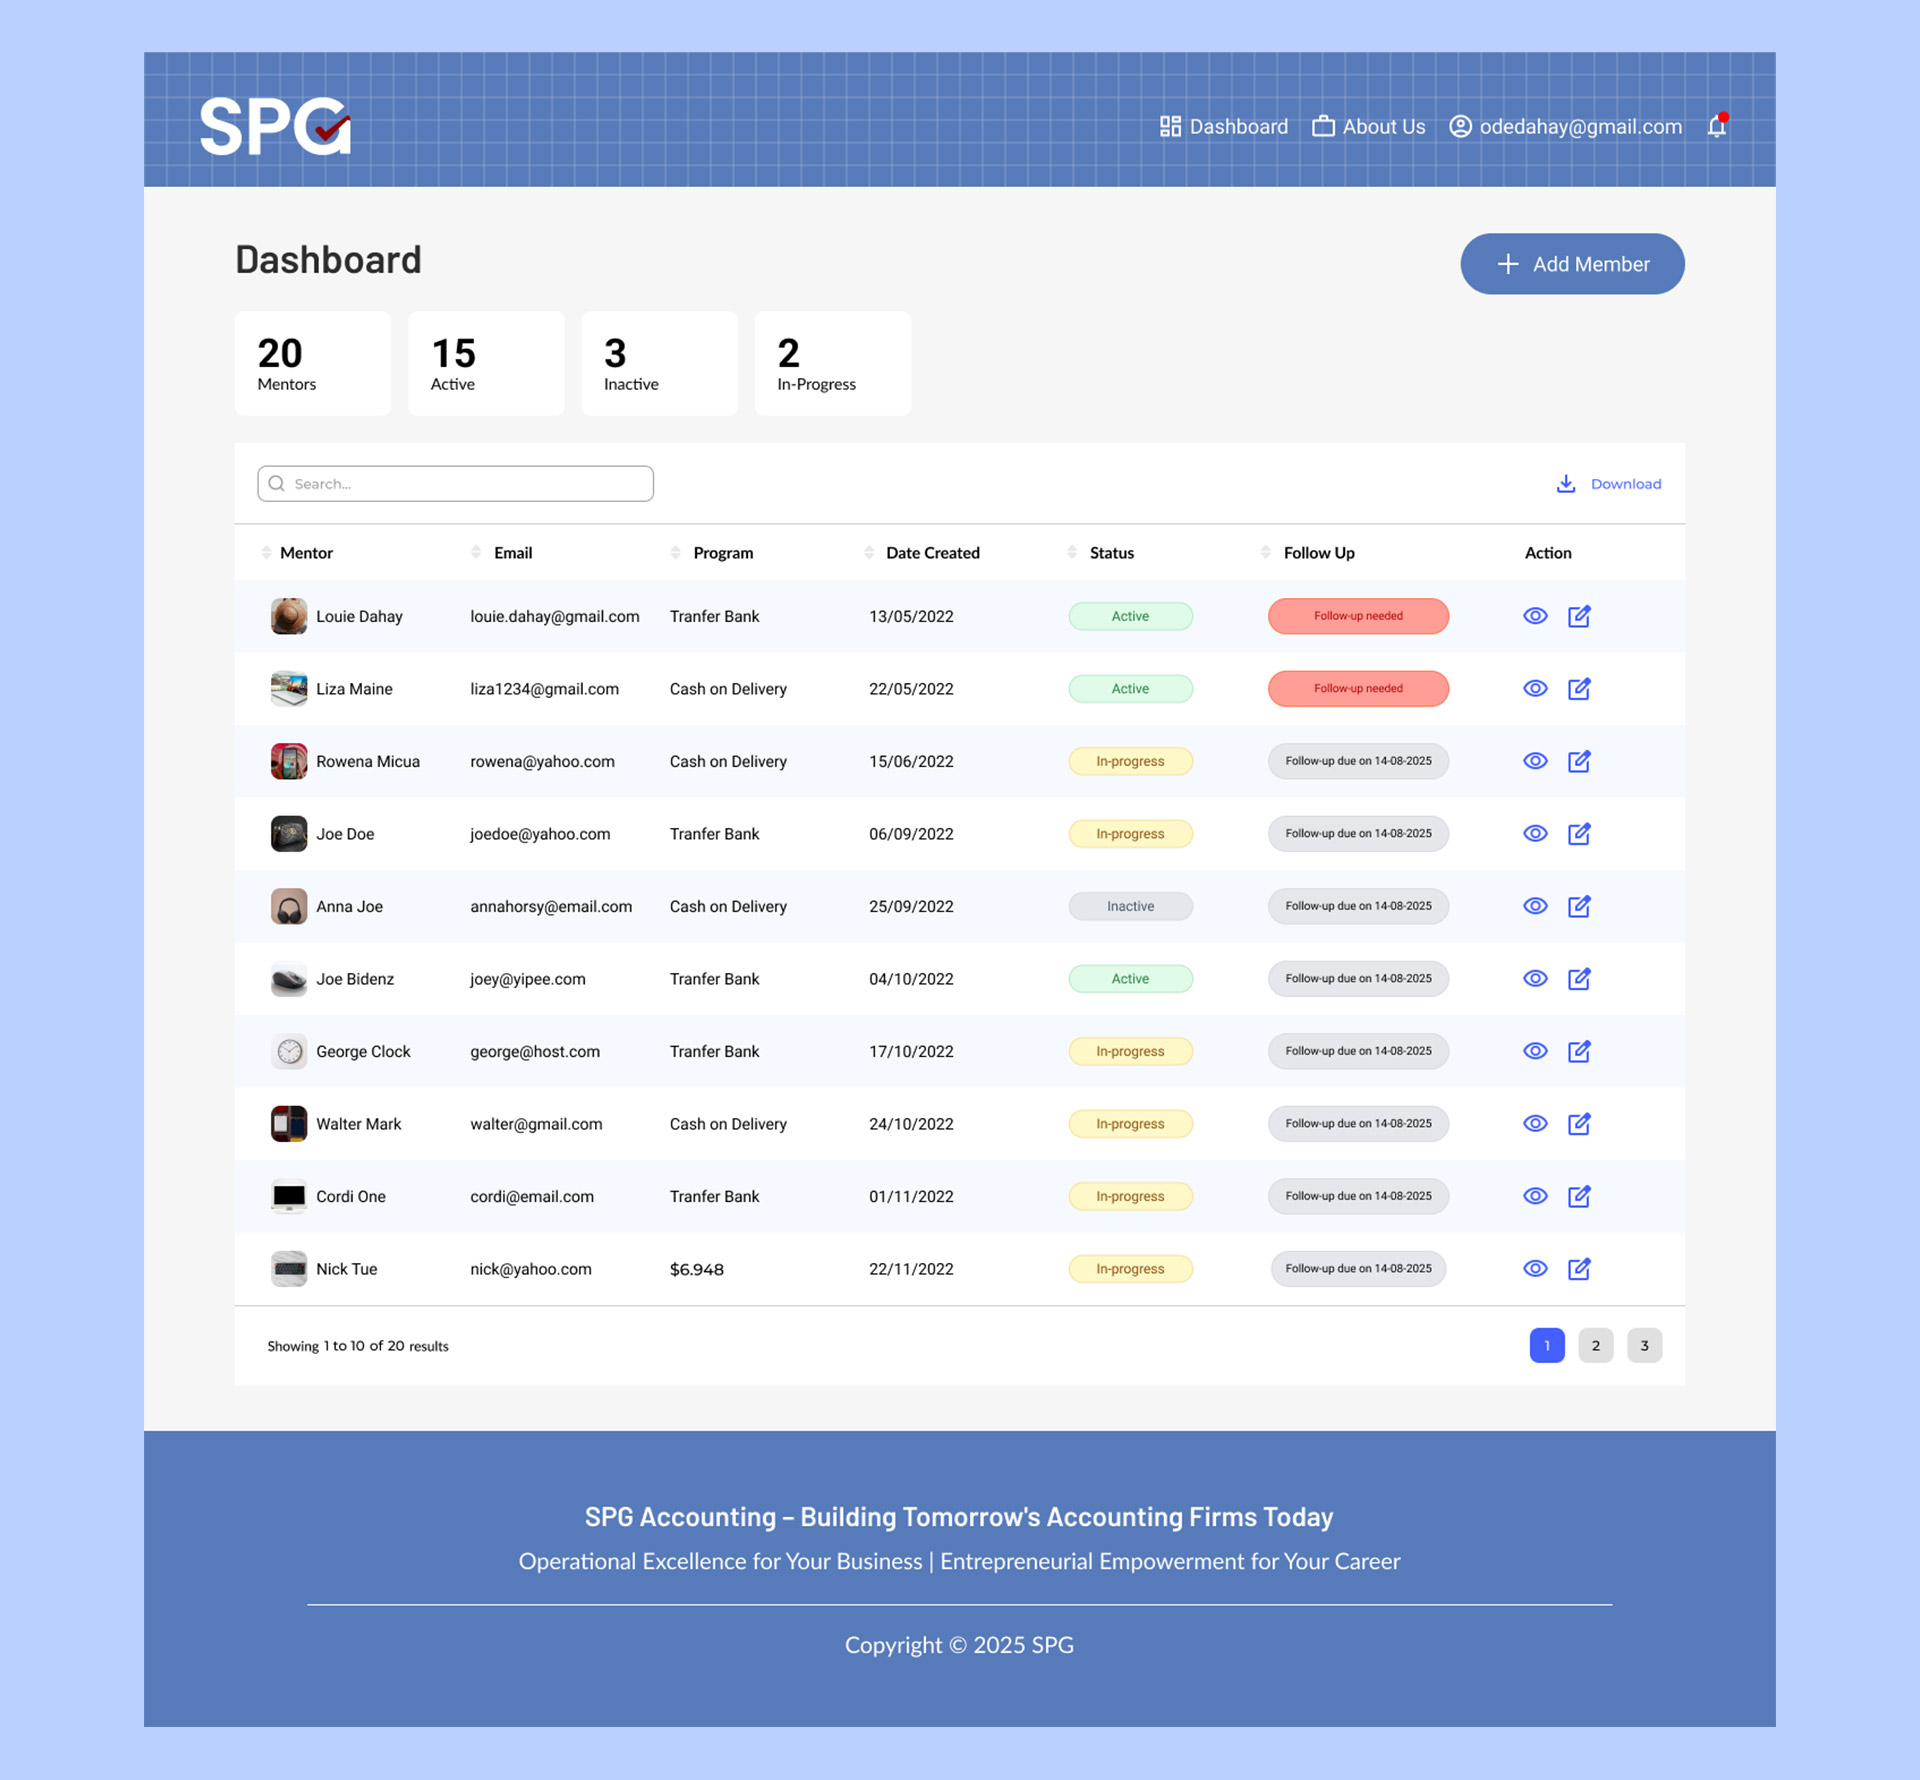 SPG
Dashboard About Us odedahay@gmail.com
Dashboard
+ Add Member
20 15 3 2
Mentors Active Inactive In-Progress
Search...
Download
Mentor Email Program Date Created Status Follow Up Action
Louie Dahay louie.dahay@gmail.com Tranfer Bank 13/05/2022 Active Follow-up needed
Liza Maine liza1234@gmail.com Cash on Delivery 22/05/2022 Active Follow-up needed
Rowena Micua rowena@yahoo.com Cash on Delivery 15/06/2022 In-progress Follow-up due on 14-08-2025
Joe Doe joedoe@yahoo.com Tranfer Bank 06/09/2022 In-progress Follow-up due on 14-08-2025
Anna Joe annahorsy@email.com Cash on Delivery 25/09/2022 Inactive Follow-up due on 14-08-2025
Joe Bidenz joey@yipee.com Tranfer Bank 04/10/2022 Active Follow-up due on 14-08-2025
George Clock george@host.com Tranfer Bank 17/10/2022 In-progress Follow-up due on 14-08-2025
Walter Mark walter@gmail.com Cash on Delivery 24/10/2022 In-progress Follow-up due on 14-08-2025
Cordi One cordi@email.com Tranfer Bank 01/11/2022 In-progress Follow-up due on 14-08-2025
Nick Tue nick@yahoo.com $6.948 22/11/2022 In-progress Follow-up due on 14-08-2025
Showing 1 to 10 of 20 results 1 2 3
SPG Accounting – Building Tomorrow's Accounting Firms Today
Operational Excellence for Your Business | Entrepreneurial Empowerment for Your Career
Copyright © 2025 SPG